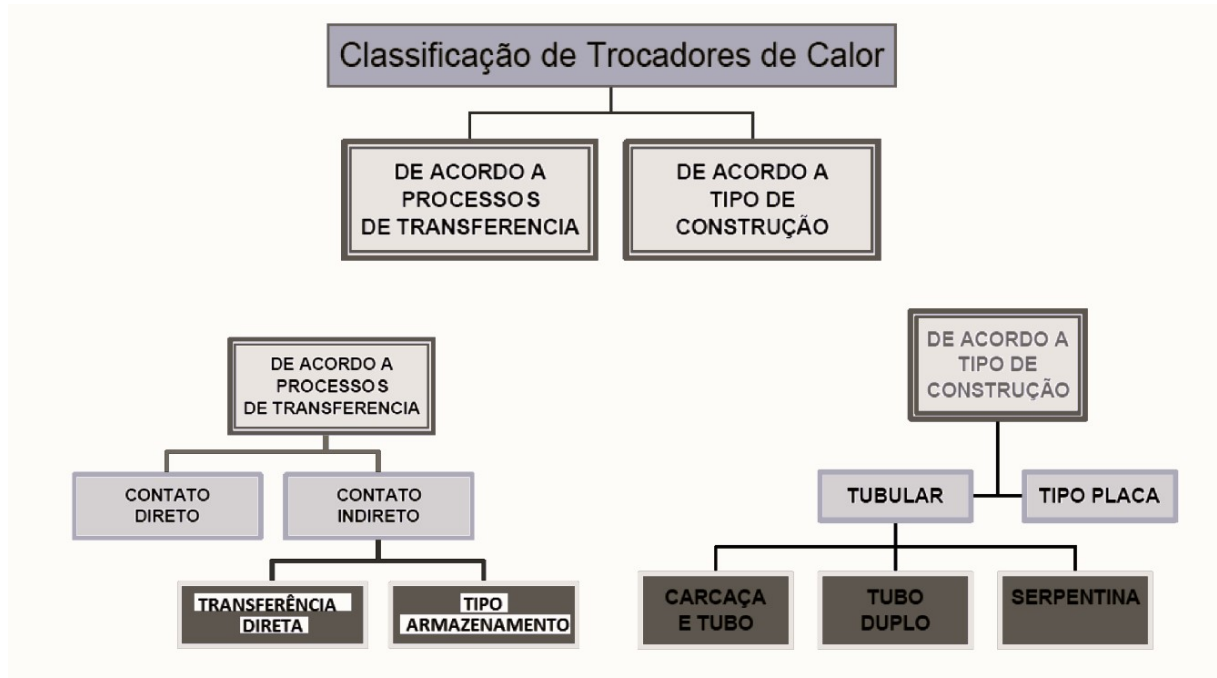 Classificação de Trocadores de Calor
DE ACORDO A
PROCESSOS
DE TRANSFERENCIA
DE ACORDO A
TIPO DE
CONSTRUÇÃO
DE ACORDO A
PROCESSOS
DE TRANSFERENCIA
CONTATO
DIRETO
CONTATO
INDIRETO
TRANSFERÊNCIA
DIRETA
TIPO
ARMAZENAMENTO
DE ACORDO A
TIPO DE
CONSTRUÇÃO
TUBULAR
TIPO PLACA
CARCAÇA
E TUBO
TUBO
DUPLO
SERPENTINA